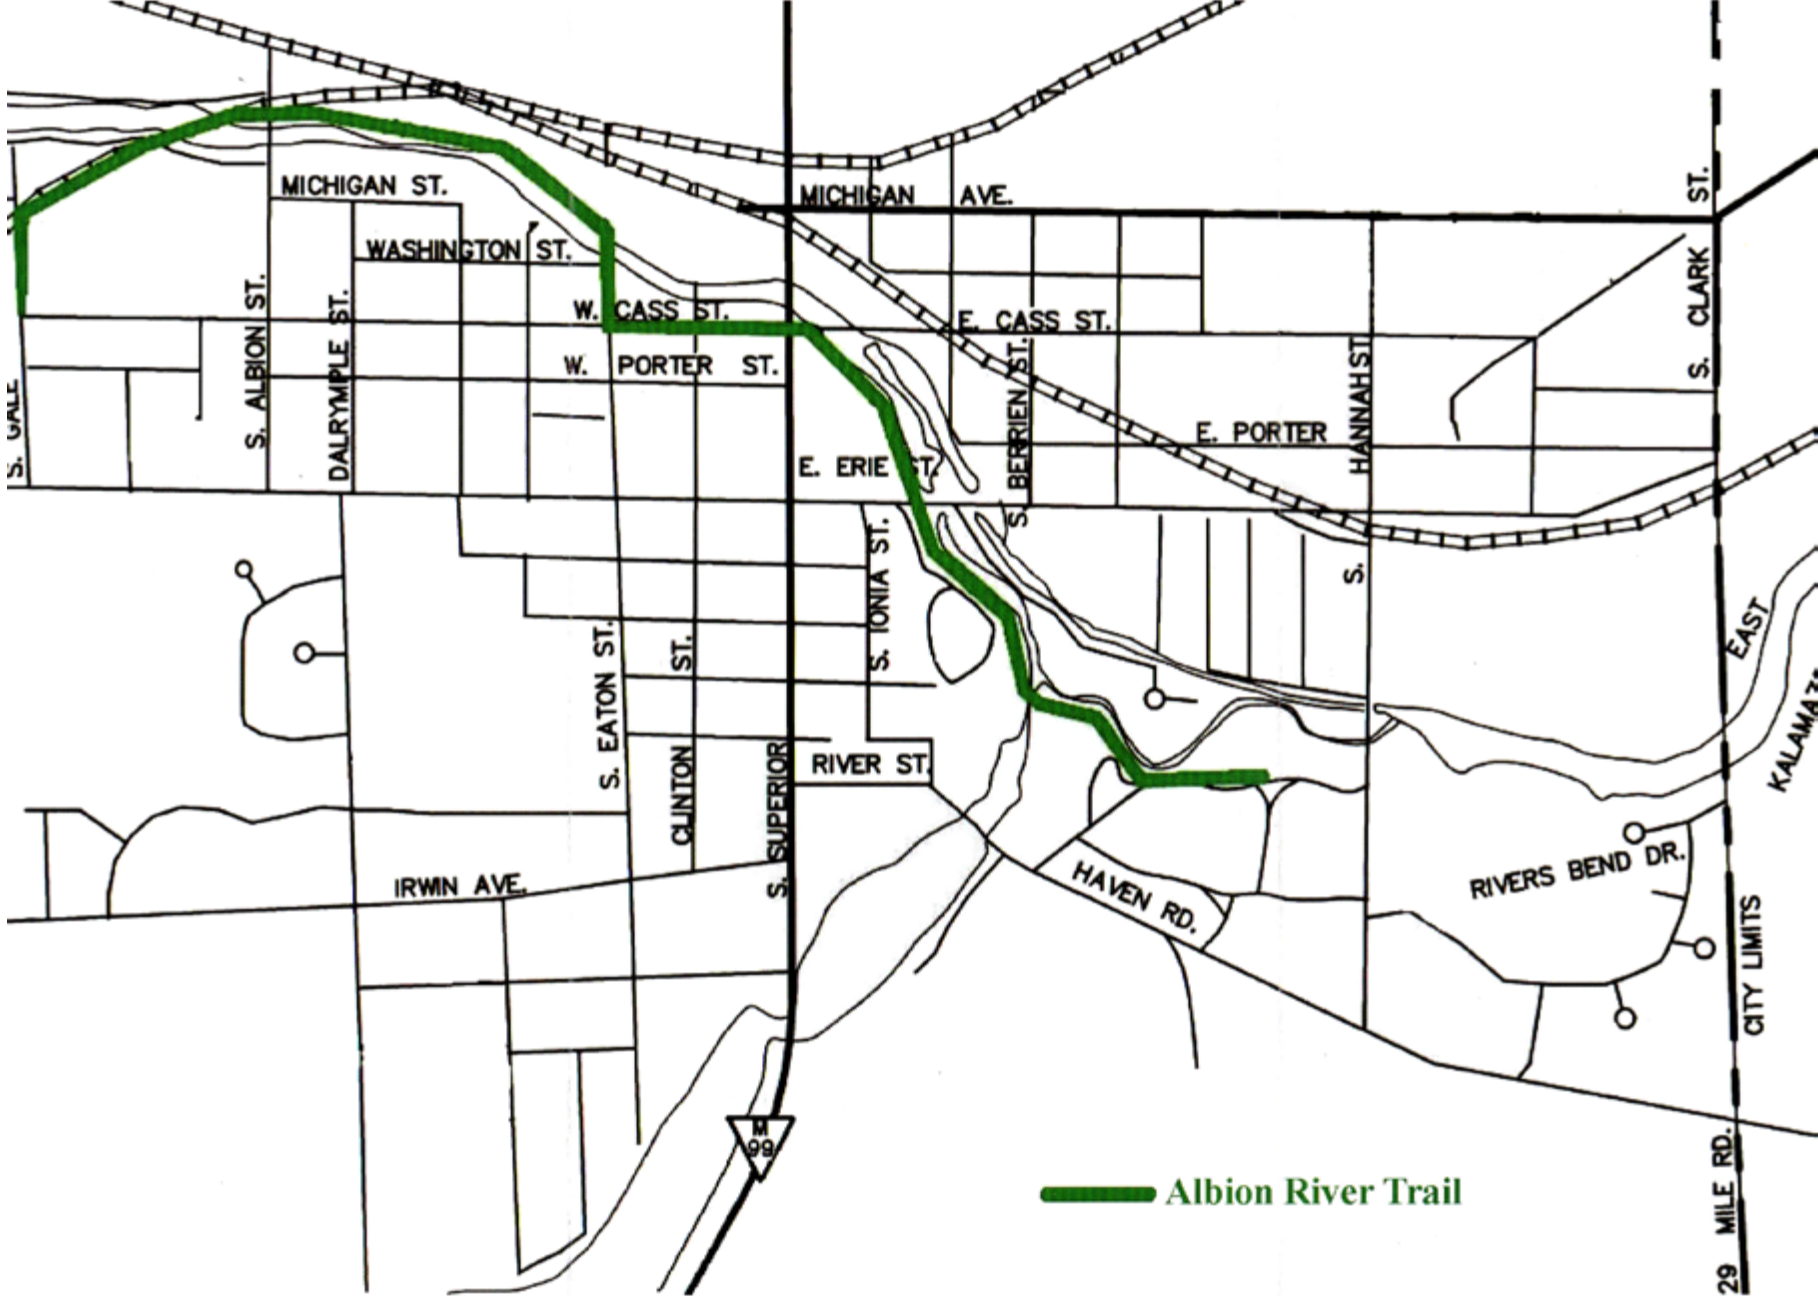 MICHIGAN ST.
MICHIGAN AVE.
ST.
WASHINGTON ST.
S. CLARK
S. ALBION ST.
DALRYMPLE ST.
W. CASS ST.
E. CASS ST.
W. PORTER ST.
S. GALE
S. BERRIEN ST.
HANNAH ST.
S.
E. PORTER
E. ERIE ST.
S. IONIA ST.
S. EATON ST.
CLINTON ST.
S. SUPERIOR
RIVER ST.
EAST
IRWIN AVE.
HAVEN RD.
RIVERS BEND DR.
CITY LIMITS
M
99
Albion River Trail
29 MILE RD.